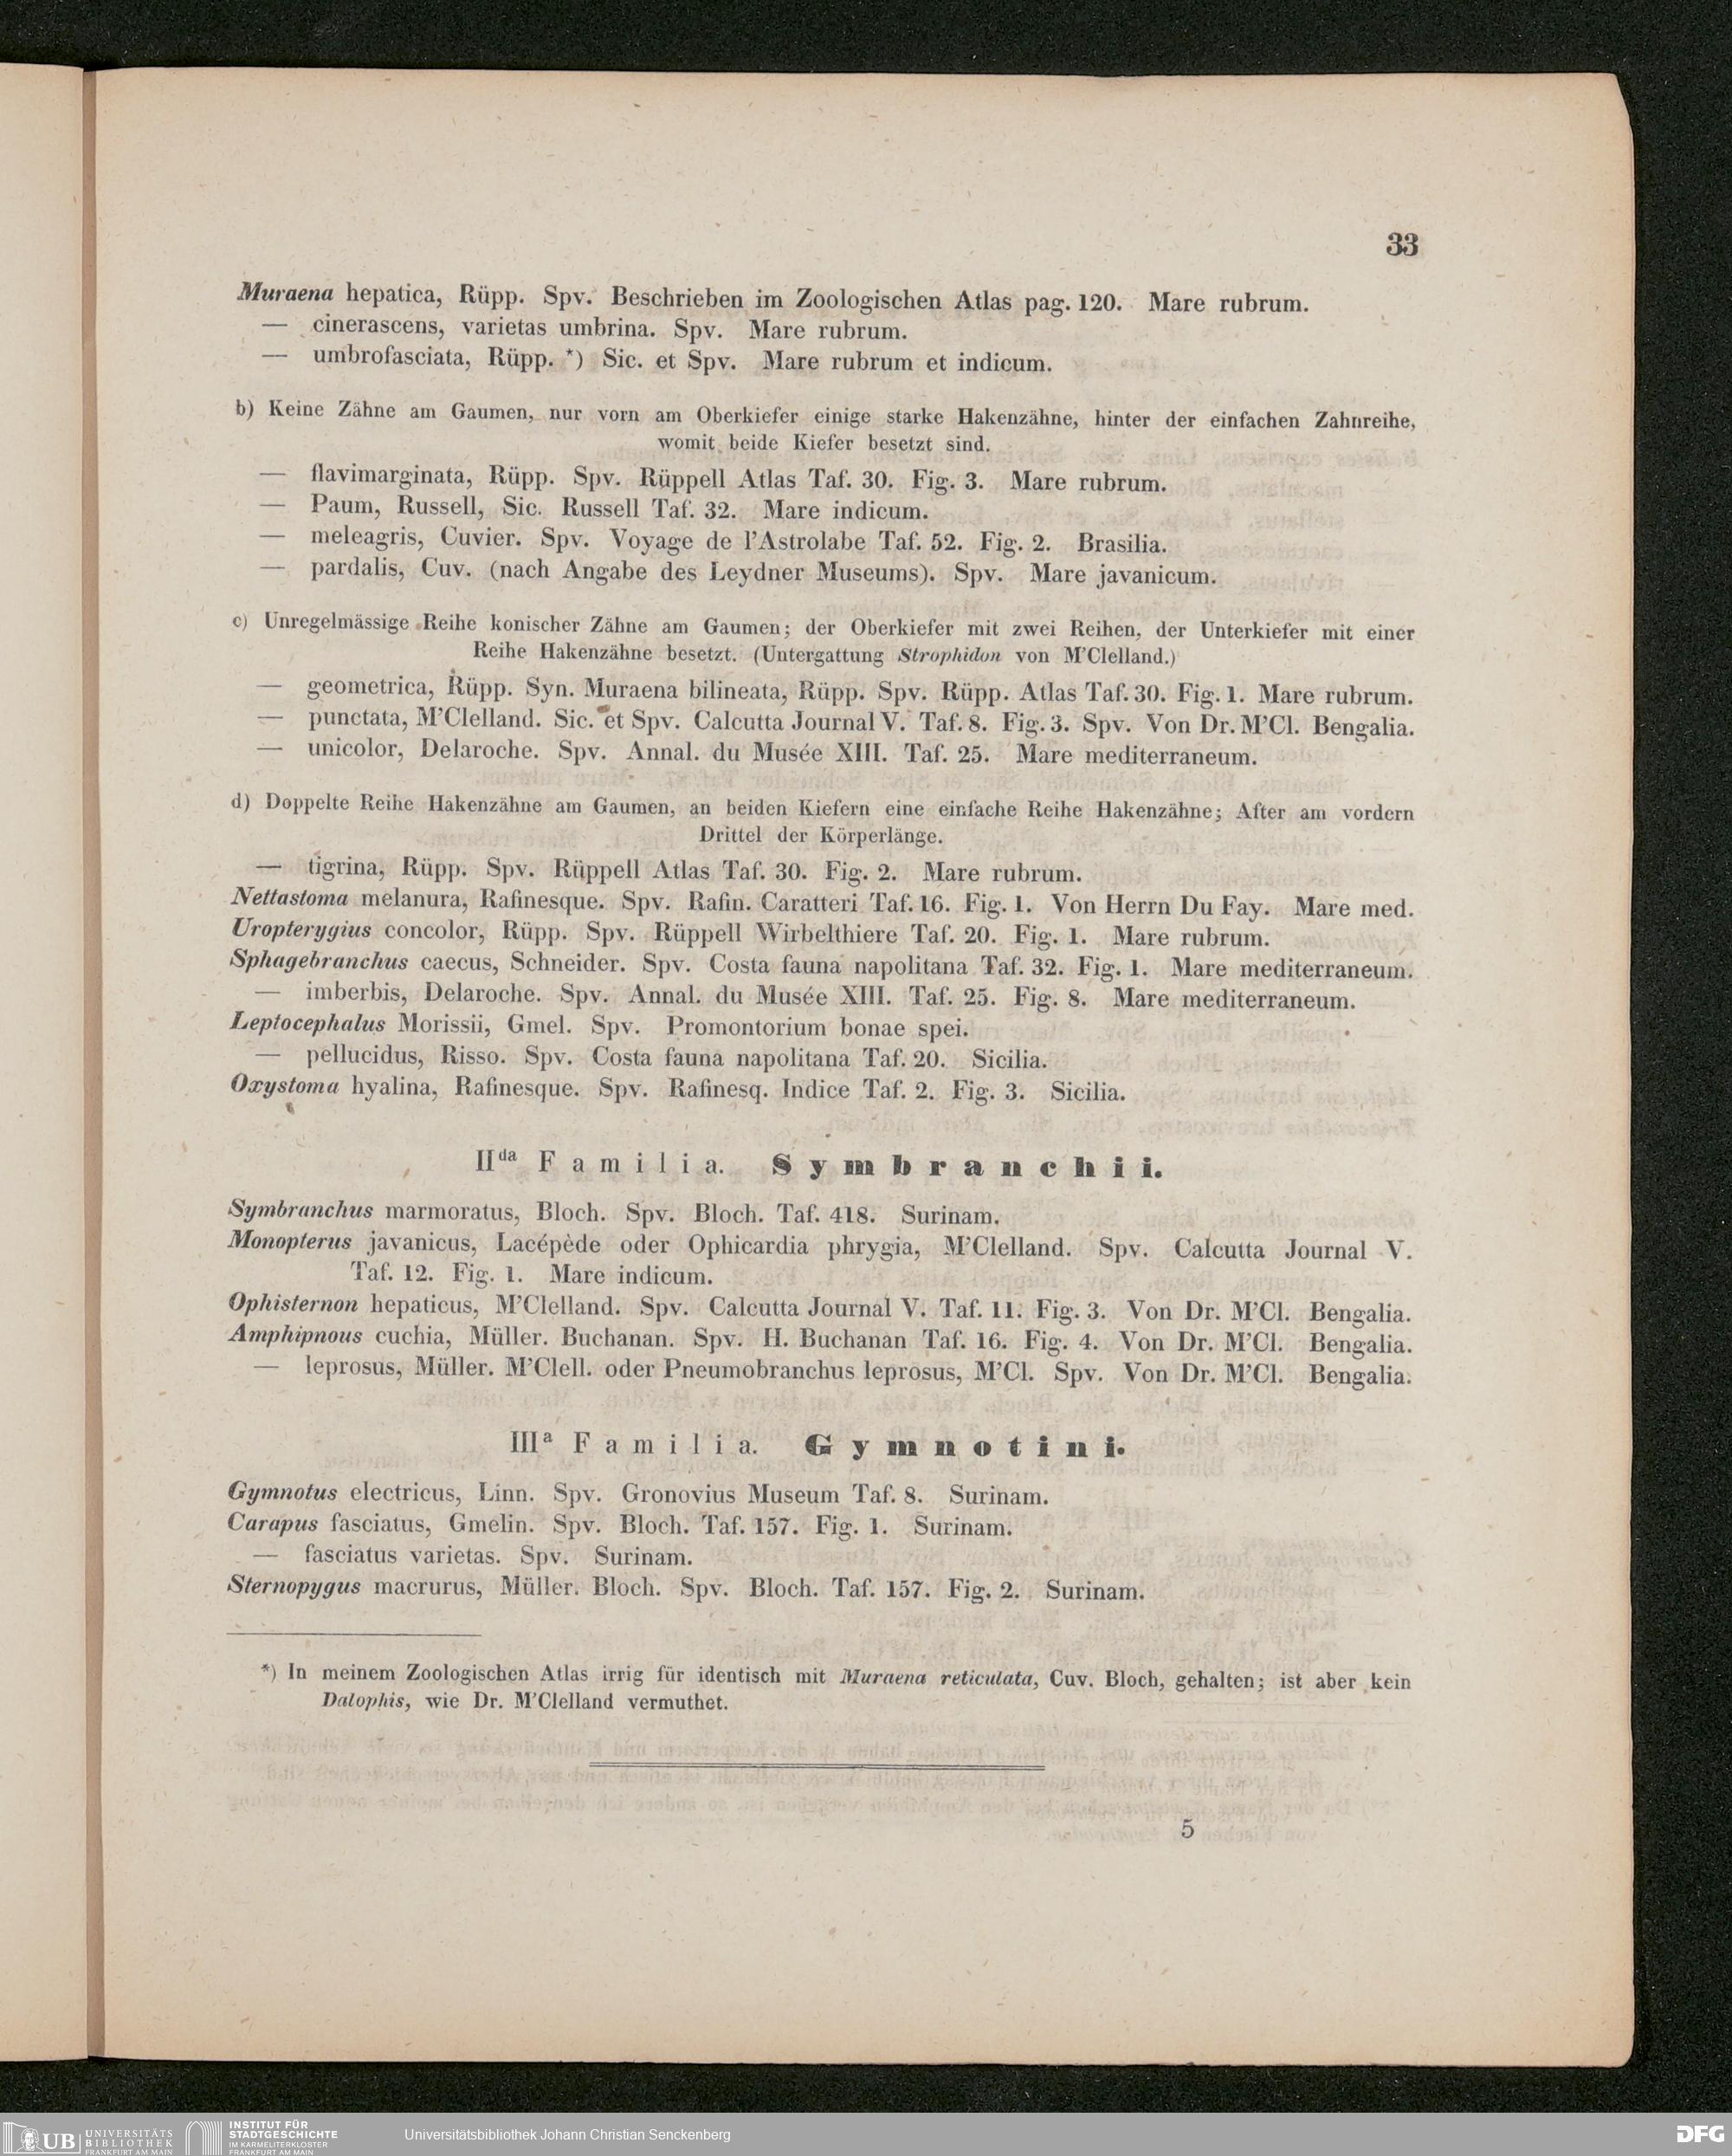 33
Muraena hepatica, Rüpp. Spv. Beschrieben im Zoologischen Atlas pag. 120. Mare rubrum.
— cinerascens, varietas umbrina. Spv. Mare rubrum.
— umbrofasciata, Rüpp. *) Sic. et Spv. Mare rubrum et indicum.
b) Keine Zähne am Gaumen, nur vorn am Oberkiefer einige starke Hakenzähne, hinter der einfachen Zahnreihe,
womit beide Kiefer besetzt sind.
— flavimarginata, Rüpp. Spv. Rüppell Atlas Taf. 30. Fig. 3. Mare rubrum.
— Paum, Russell, Sic. Russell Taf. 32. Mare indicum.
— meleagris, Cuvier. Spv. Voyage de l'Astrolabe Taf. 52. Fig. 2. Brasilia.
— pardalis, Cuv. (nach Angabe des Leydner Museums). Spv. Mare javanicum.
c) Unregelmässige Reihe konischer Zähne am Gaumen; der Oberkiefer mit zwei Reihen, der Unterkiefer mit einer
Reihe Hakenzähne besetzt. (Untergattung Strophidon von M'Clelland.)
— geometrica, Rüpp. Syn. Muraena bilineata, Rüpp. Spv. Rüpp. Atlas Taf. 30. Fig. 1. Mare rubrum.
— punctata, M'Clelland. Sic. et Spv. Calcutta Journal V. Taf. 8. Fig. 3. Spv. Von Dr. M'Cl. Bengalia.
— unicolor, Delaroche. Spv. Annal. du Musée XIII. Taf. 25. Mare mediterraneum.
d) Doppelte Reihe Hakenzähne am Gaumen, an beiden Kiefern eine einfache Reihe Hakenzähne; After am vordern
Drittel der Körperlänge.
— tigrina, Rüpp. Spv. Rüppell Atlas Taf. 30. Fig. 2. Mare rubrum.
Nettastoma melanura, Rafinesque. Spv. Rafin. Caratteri Taf. 16. Fig. 1. Von Herrn Du Fay. Mare med.
Uropterygius concolor, Rüpp. Spv. Rüppell Wirbelthiere Taf. 20. Fig. 1. Mare rubrum.
Sphagebranchus caecus, Schneider. Spv. Costa fauna napolitana Taf. 32. Fig. 1. Mare mediterraneum.
— imberbis, Delaroche. Spv. Annal. du Musée XIII. Taf. 25. Fig. 8. Mare mediterraneum.
Leptocephalus Morissii, Gmel. Spv. Promontorium bonae spei.
— pellucidus, Risso. Spv. Costa fauna napolitana Taf. 20. Sicilia.
Oxystoma hyalina, Rafinesque. Spv. Rafinesq. Indice Taf. 2. Fig. 3. Sicilia.
IIda Familia. Symbranchii.
Symbranchus marmoratus, Bloch. Spv. Bloch. Taf. 418. Surinam.
Monopterus javanicus, Lacépède oder Ophicardia phrygia, M'Clelland. Spv. Calcutta Journal V.
Taf. 12. Fig. 1. Mare indicum.
Ophisternon hepaticus, M'Clelland. Spv. Calcutta Journal V. Taf. 11. Fig. 3. Von Dr. M'Cl. Bengalia.
Amphipnous cuchia, Müller. Buchanan. Spv. H. Buchanan Taf. 16. Fig. 4. Von Dr. M'Cl. Bengalia.
— leprosus, Müller. M'Clell. oder Pneumobranchus leprosus, M'Cl. Spv. Von Dr. M'Cl. Bengalia.
IIIa Familia. Gymnotini.
Gymnotus electricus, Linn. Spv. Gronovius Museum Taf. 8. Surinam.
Carapus fasciatus, Gmelin. Spv. Bloch. Taf. 157. Fig. 1. Surinam.
— fasciatus varietas. Spv. Surinam.
Sternopygus macrurus, Müller. Bloch. Spv. Bloch. Taf. 157. Fig. 2. Surinam.
*) In meinem Zoologischen Atlas irrig für identisch mit Muraena reticulata, Cuv. Bloch, gehalten; ist aber kein
Dalophis, wie Dr. M'Clelland vermuthet.
5
UB UNIVERSITÄTS
BIBLIOTHEK
FRANKFURT AM MAIN
INSTITUT FÜR
STADTGESCHICHTE
IM KARMELITERKLOSTER
FRANKFURT AM MAIN
Universitätsbibliothek Johann Christian Senckenberg
DFG